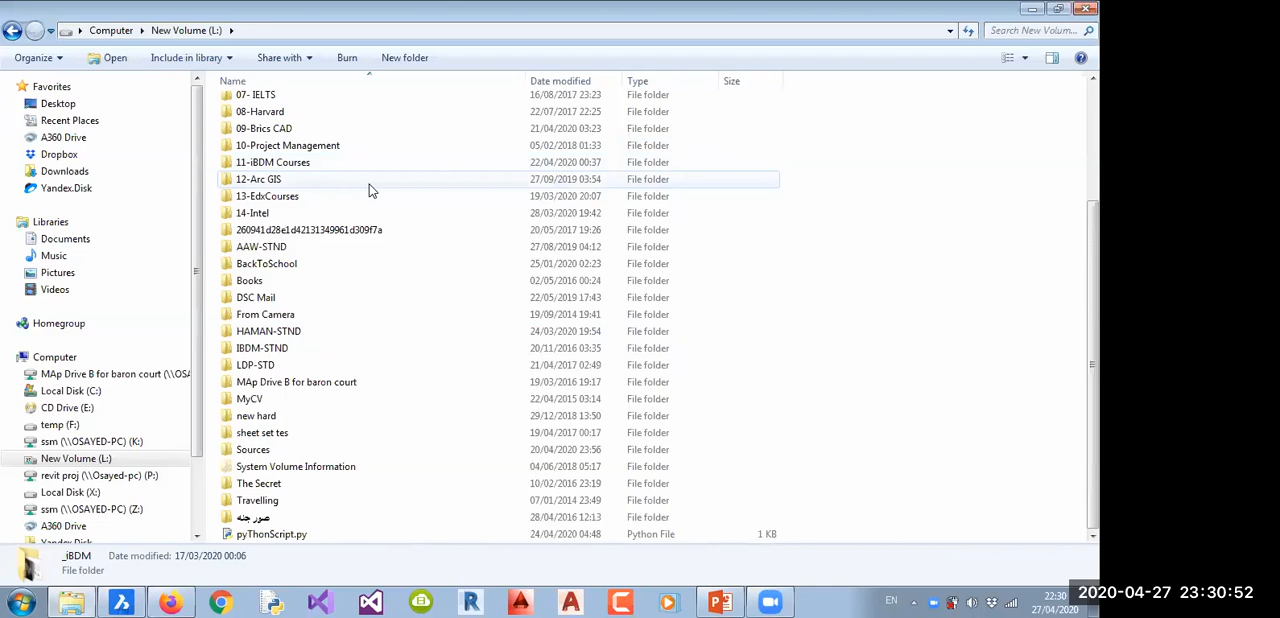 Computer ▸ New Volume (L:) ▸
Search New Volum...
Organize Open Include in library Share with Burn New folder
Name Date modified Type Size
Favorites
Desktop
Recent Places
A360 Drive
Dropbox
Downloads
Yandex.Disk
Libraries
Documents
Music
Pictures
Videos
Homegroup
Computer
MAp Drive B for baron court (\\OSA
Local Disk (C:)
CD Drive (E:)
temp (F:)
ssm (\\OSAYED-PC) (K:)
New Volume (L:)
revit proj (\\Osayed-pc) (P:)
Local Disk (X:)
ssm (\\OSAYED-PC) (Z:)
A360 Drive
Yandex Disk
07- IELTS 16/08/2017 23:23 File folder
08-Harvard 22/07/2017 22:25 File folder
09-Brics CAD 21/04/2020 03:23 File folder
10-Project Management 05/02/2018 01:33 File folder
11-iBDM Courses 22/04/2020 00:37 File folder
12-Arc GIS 27/09/2019 03:54 File folder
13-EdxCourses 19/03/2020 20:07 File folder
14-Intel 28/03/2020 19:42 File folder
260941d28e1d42131349961d309f7a 20/05/2017 19:26 File folder
AAW-STND 27/08/2019 04:12 File folder
BackToSchool 25/01/2020 02:23 File folder
Books 02/05/2016 00:24 File folder
DSC Mail 22/05/2019 17:43 File folder
From Camera 19/09/2014 19:41 File folder
HAMAN-STND 24/03/2020 19:54 File folder
IBDM-STND 20/11/2016 03:35 File folder
LDP-STD 21/04/2017 02:49 File folder
MAp Drive B for baron court 19/03/2016 19:17 File folder
MyCV 22/04/2015 03:14 File folder
new hard 29/12/2018 13:50 File folder
sheet set tes 19/04/2017 00:17 File folder
Sources 20/04/2020 23:56 File folder
System Volume Information 04/06/2018 05:17 File folder
The Secret 10/02/2016 23:19 File folder
Travelling 07/01/2014 23:49 File folder
صور جنه 28/04/2016 12:13 File folder
pyThonScript.py 24/04/2020 04:48 Python File 1 KB
_iBDM Date modified: 17/03/2020 00:06
File folder
EN
22:30
27/04/2020
2020-04-27 23:30:52